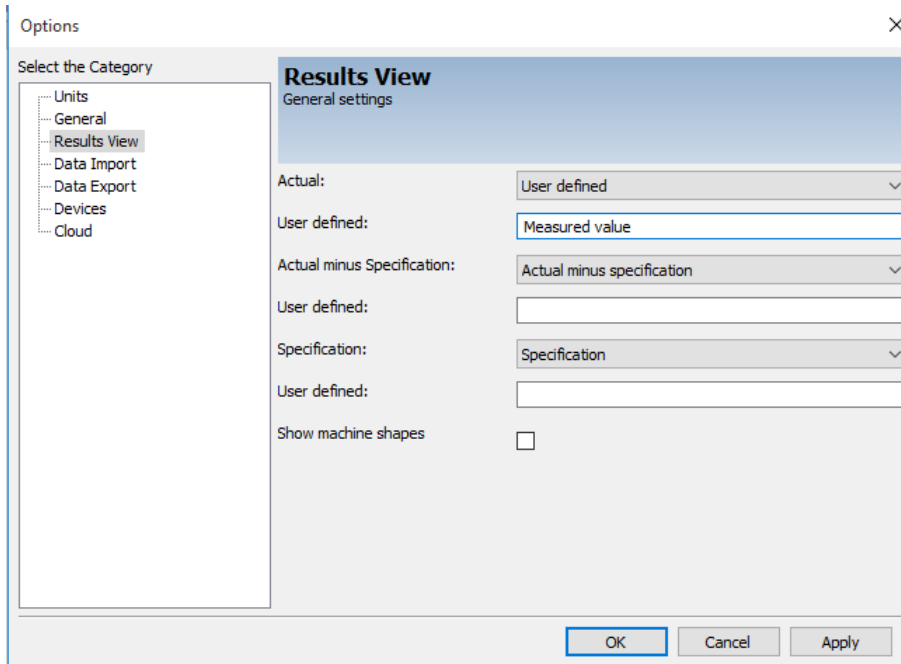 Options
Select the Category
Units
General
Results View
Data Import
Data Export
Devices
Cloud
Results View
General settings
Actual:
User defined
User defined:
Measured value
Actual minus Specification:
Actual minus specification
User defined:
Specification:
Specification
User defined:
Show machine shapes
OK
Cancel
Apply